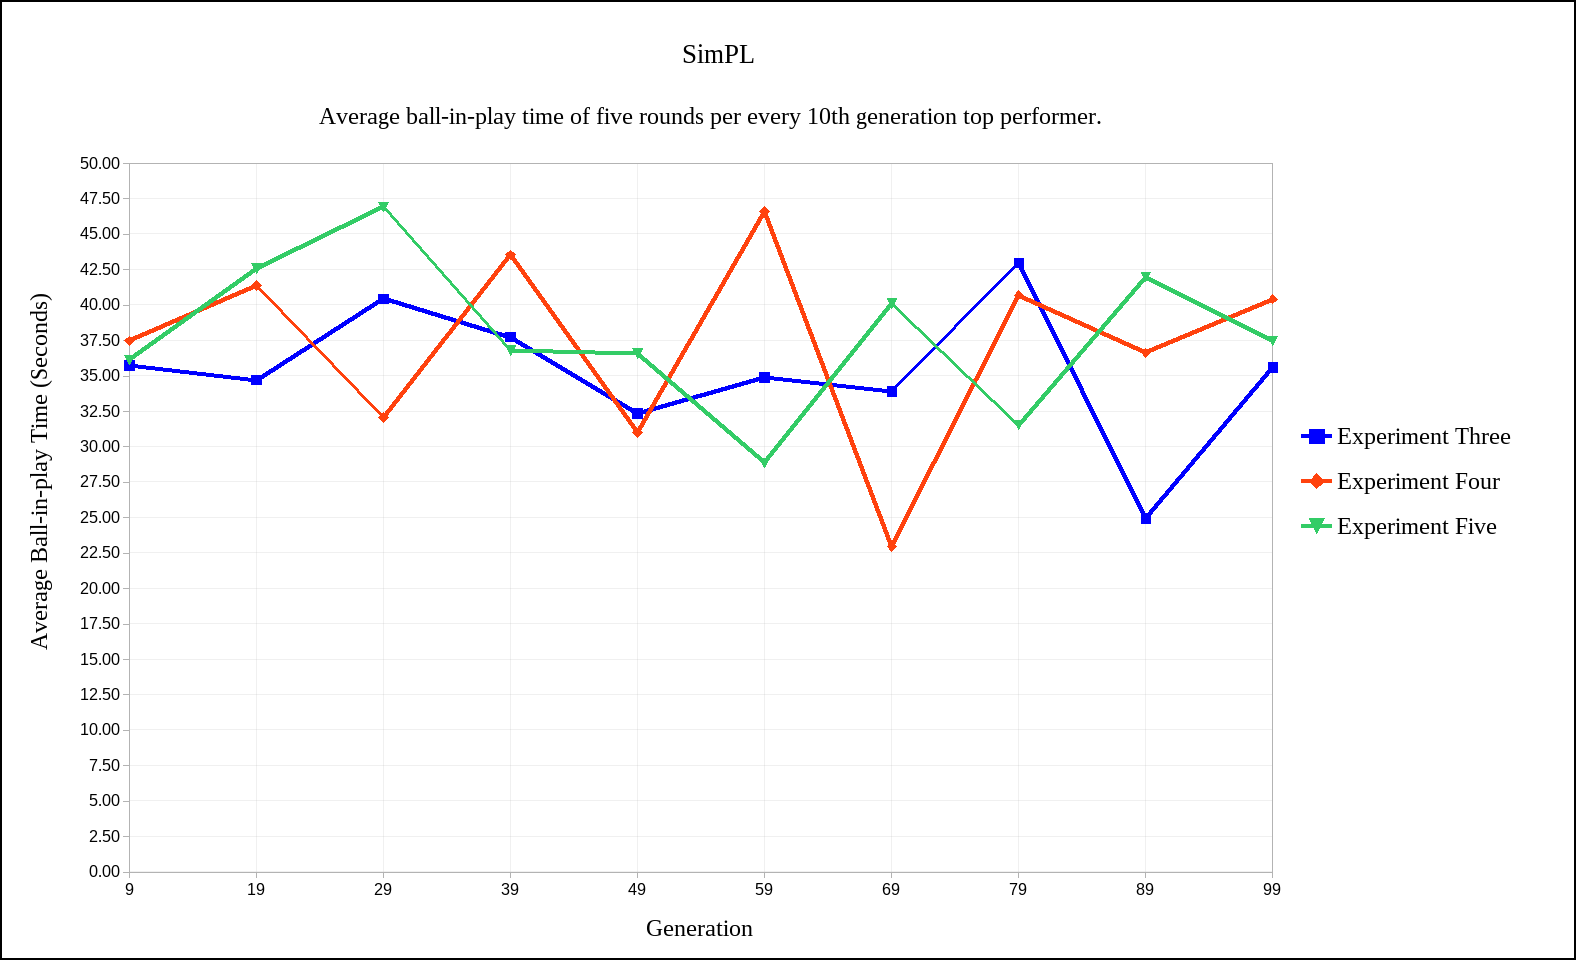 SimPL
Average ball-in-play time of five rounds per every 10th generation top performer.
Average Ball-in-play Time (Seconds)
50.00
47.50
45.00
42.50
40.00
37.50
35.00
32.50
30.00
27.50
25.00
22.50
20.00
17.50
15.00
12.50
10.00
7.50
5.00
2.50
0.00
9 19 29 39 49 59 69 79 89 99
Generation
Experiment Three
Experiment Four
Experiment Five